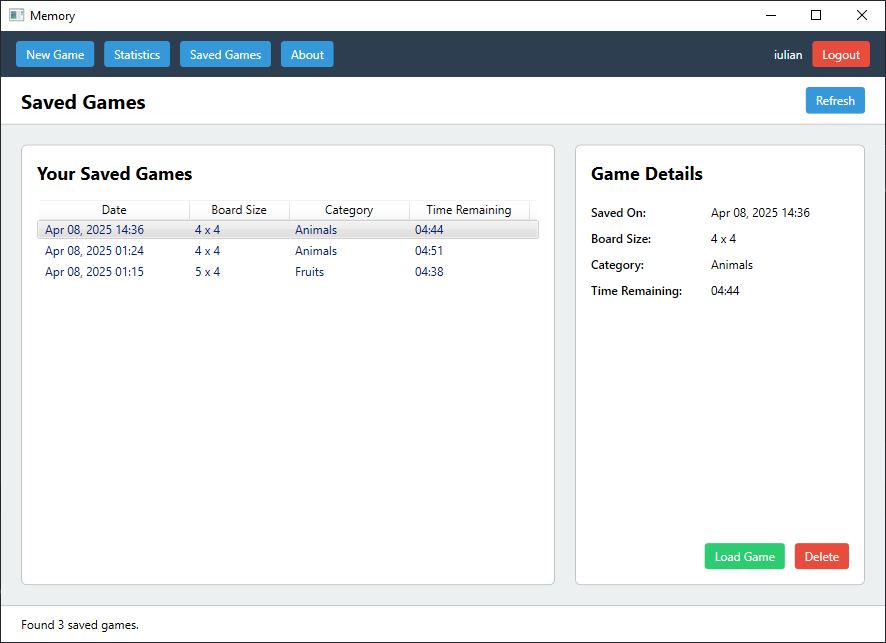 Memory
New Game Statistics Saved Games About iulian Logout
Saved Games Refresh
Your Saved Games
Date Board Size Category Time Remaining
Apr 08, 2025 14:36 4 x 4 Animals 04:44
Apr 08, 2025 01:24 4 x 4 Animals 04:51
Apr 08, 2025 01:15 5 x 4 Fruits 04:38
Game Details
Saved On: Apr 08, 2025 14:36
Board Size: 4 x 4
Category: Animals
Time Remaining: 04:44
Load Game Delete
Found 3 saved games.